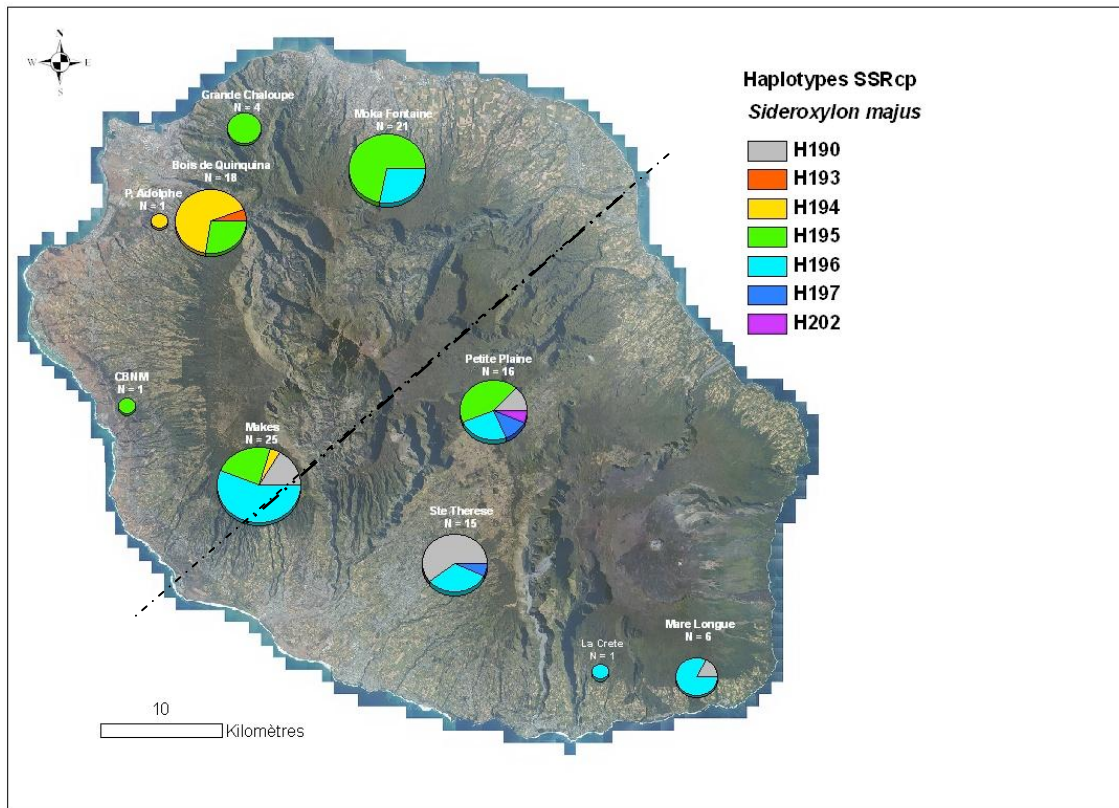 N
W E
S
Grande Chaloupe
N = 4
Moka Fontaine
N = 21
Bois de Quinquina
N = 18
P. Adolphe
N = 1
CBNM
N = 1
Makes
N = 25
Petite Plaine
N = 16
Ste Therese
N = 15
La Crete
N = 1
Mare Longue
N = 6
10
Kilomètres
Haplotypes SSRcp
Sideroxylon majus
H190
H193
H194
H195
H196
H197
H202